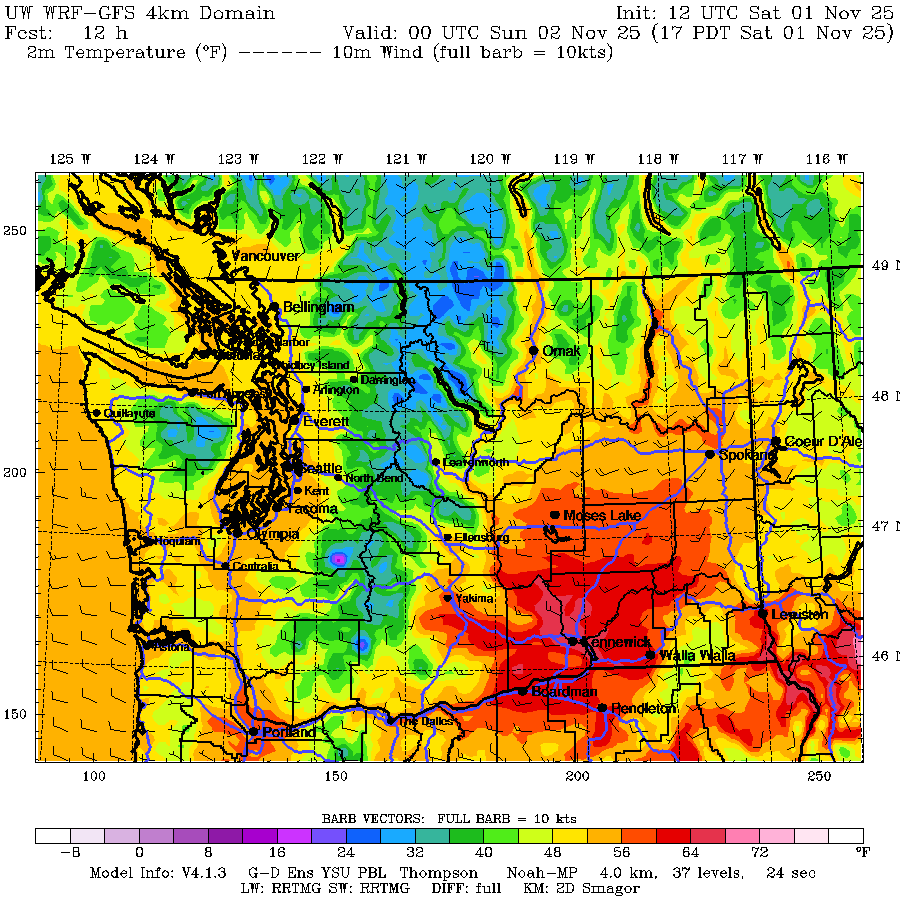 UW WRF-GFS 4km Domain Init: 12 UTC Sat 01 Nov 25
Fcst: 12 h Valid: 00 UTC Sun 02 Nov 25 (17 PDT Sat 01 Nov 25)
2m Temperature (°F) ------ 10m Wind (full barb = 10kts)
125 W 124 W 123 W 122 W 121 W 120 W 119 W 118 W 117 W 116 W
250
Vancouver
49 N
Bellingham
Omak
Whidbey Island
Darrington
Arlington
48 N
Quillayute
Everett
Coeur D'Ale
Spokane
Leavenworth
200
Seattle
North Bend
Kent
Tacoma
Moses Lake
47 N
Olympia
Ellensburg
Hoquiam
Centralia
Yakima
Lewiston
Kennewick
Astoria
Walla Walla
46 N
Boardman
Pendleton
150
The Dalles
Portland
100 150 200 250
BARB VECTORS: FULL BARB = 10 kts
-8 0 8 16 24 32 40 48 56 64 72 °F
Model Info: V4.1.3 G-D Ens YSU PBL Thompson Noah-MP 4.0 km, 37 levels, 24 sec
LW: RRTMG SW: RRTMG DIFF: full KM: 2D Smagor